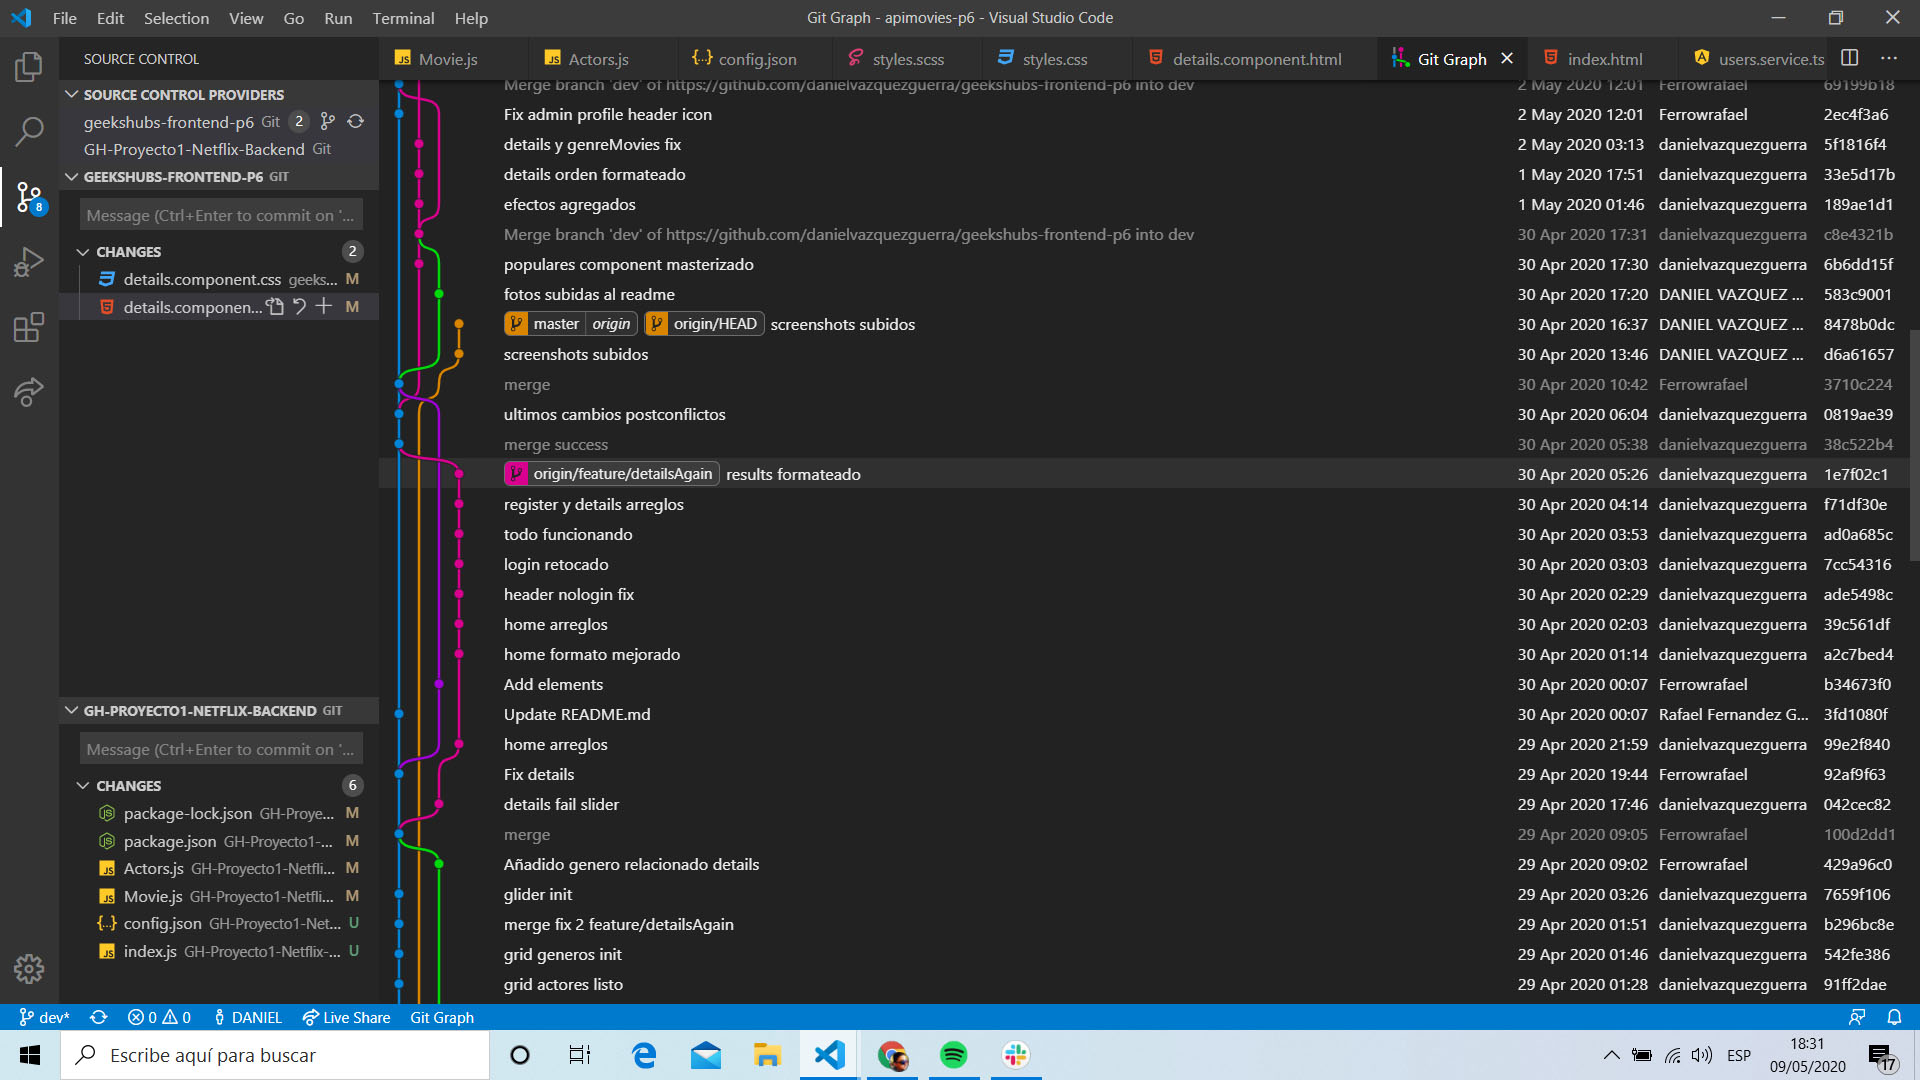 File Edit Selection View Go Run Terminal Help
Git Graph - apimovies-p6 - Visual Studio Code
SOURCE CONTROL
Movie.js Actors.js config.json styles.scss styles.css details.component.html Git Graph index.html users.service.ts
SOURCE CONTROL PROVIDERS
geekshubs-frontend-p6 Git 2
GH-Proyecto1-Netflix-Backend Git
GEEKSHUBS-FRONTEND-P6 GIT
Message (Ctrl+Enter to commit on '...
CHANGES 2
details.component.css geeks... M
details.componen... M
8
GH-PROYECTO1-NETFLIX-BACKEND GIT
Message (Ctrl+Enter to commit on '...
CHANGES 6
package-lock.json GH-Proye... M
package.json GH-Proyecto1-... M
Actors.js GH-Proyecto1-Netfli... M
Movie.js GH-Proyecto1-Netfli... M
config.json GH-Proyecto1-Net... U
index.js GH-Proyecto1-Netflix-... U
Merge branch 'dev' of https://github.com/danielvazquezguerra/geekshubs-frontend-p6 into dev 2 May 2020 12:01 Ferrowrafael 69199b18
Fix admin profile header icon 2 May 2020 12:01 Ferrowrafael 2ec4f3a6
details y genreMovies fix 2 May 2020 03:13 danielvazquezguerra 5f1816f4
details orden formateado 1 May 2020 17:51 danielvazquezguerra 33e5d17b
efectos agregados 1 May 2020 01:46 danielvazquezguerra 189ae1d1
Merge branch 'dev' of https://github.com/danielvazquezguerra/geekshubs-frontend-p6 into dev 30 Apr 2020 17:31 danielvazquezguerra c8e4321b
populares component masterizado 30 Apr 2020 17:30 danielvazquezguerra 6b6dd15f
fotos subidas al readme 30 Apr 2020 17:20 DANIEL VAZQUEZ ... 583c9001
master origin origin/HEAD screenshots subidos 30 Apr 2020 16:37 DANIEL VAZQUEZ ... 8478b0dc
screenshots subidos 30 Apr 2020 13:46 DANIEL VAZQUEZ ... d6a61657
merge 30 Apr 2020 10:42 Ferrowrafael 3710c224
ultimos cambios postconflictos 30 Apr 2020 06:04 danielvazquezguerra 0819ae39
merge success 30 Apr 2020 05:38 danielvazquezguerra 38c522b4
origin/feature/detailsAgain results formateado 30 Apr 2020 05:26 danielvazquezguerra 1e7f02c1
register y details arreglos 30 Apr 2020 04:14 danielvazquezguerra f71df30e
todo funcionando 30 Apr 2020 03:53 danielvazquezguerra ad0a685c
login retocado 30 Apr 2020 03:03 danielvazquezguerra 7cc54316
header nologin fix 30 Apr 2020 02:29 danielvazquezguerra ade5498c
home arreglos 30 Apr 2020 02:03 danielvazquezguerra 39c561df
home formato mejorado 30 Apr 2020 01:14 danielvazquezguerra a2c7bed4
Add elements 30 Apr 2020 00:07 Ferrowrafael b34673f0
Update README.md 30 Apr 2020 00:07 Rafael Fernandez G... 3fd1080f
home arreglos 29 Apr 2020 21:59 danielvazquezguerra 99e2f840
Fix details 29 Apr 2020 19:44 Ferrowrafael 92af9f63
details fail slider 29 Apr 2020 17:46 danielvazquezguerra 042cec82
merge 29 Apr 2020 09:05 Ferrowrafael 100d2dd1
Añadido genero relacionado details 29 Apr 2020 09:02 Ferrowrafael 429a96c0
glider init 29 Apr 2020 03:26 danielvazquezguerra 7659f106
merge fix 2 feature/detailsAgain 29 Apr 2020 01:51 danielvazquezguerra b296bc8e
grid generos init 29 Apr 2020 01:46 danielvazquezguerra 542fe386
grid actores listo 29 Apr 2020 01:28 danielvazquezguerra 91ff2dae
dev* 0 0 DANIEL Live Share Git Graph
Escribe aquí para buscar
ESP
18:31
09/05/2020
17